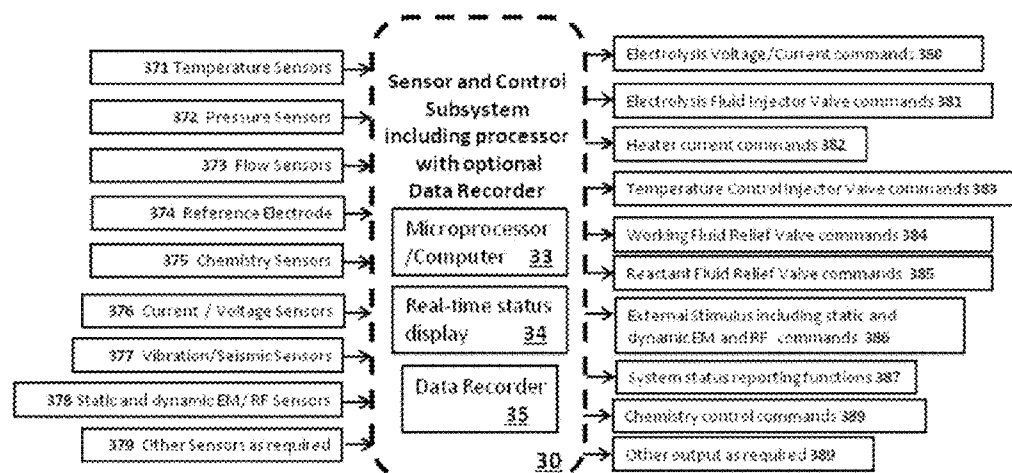 371 Temperature Sensors
372 Pressure Sensors
373 Flow Sensors
374 Reference Electrode
375 Chemistry Sensors
376 Current / Voltage Sensors
377 Vibration/Seismic Sensors
378 Static and dynamic EM/ RF Sensors
379 Other Sensors as required
Sensor and Control
Subsystem
including processor
with optional
Data Recorder
Microprocessor
/Computer 33
Real-time status
display 34
Data Recorder
35
30
Electrolysis Voltage/Current commands 380
Electrolysis Fluid Injector Valve commands 381
Heater current commands 382
Temperature Control Injector Valve commands 383
Working Fluid Relief Valve commands 384
Reactant Fluid Relief Valve commands 385
External Stimulus including static and
dynamic EM and RF commands 386
System status reporting functions 387
Chemistry control commands 389
Other output as required 389